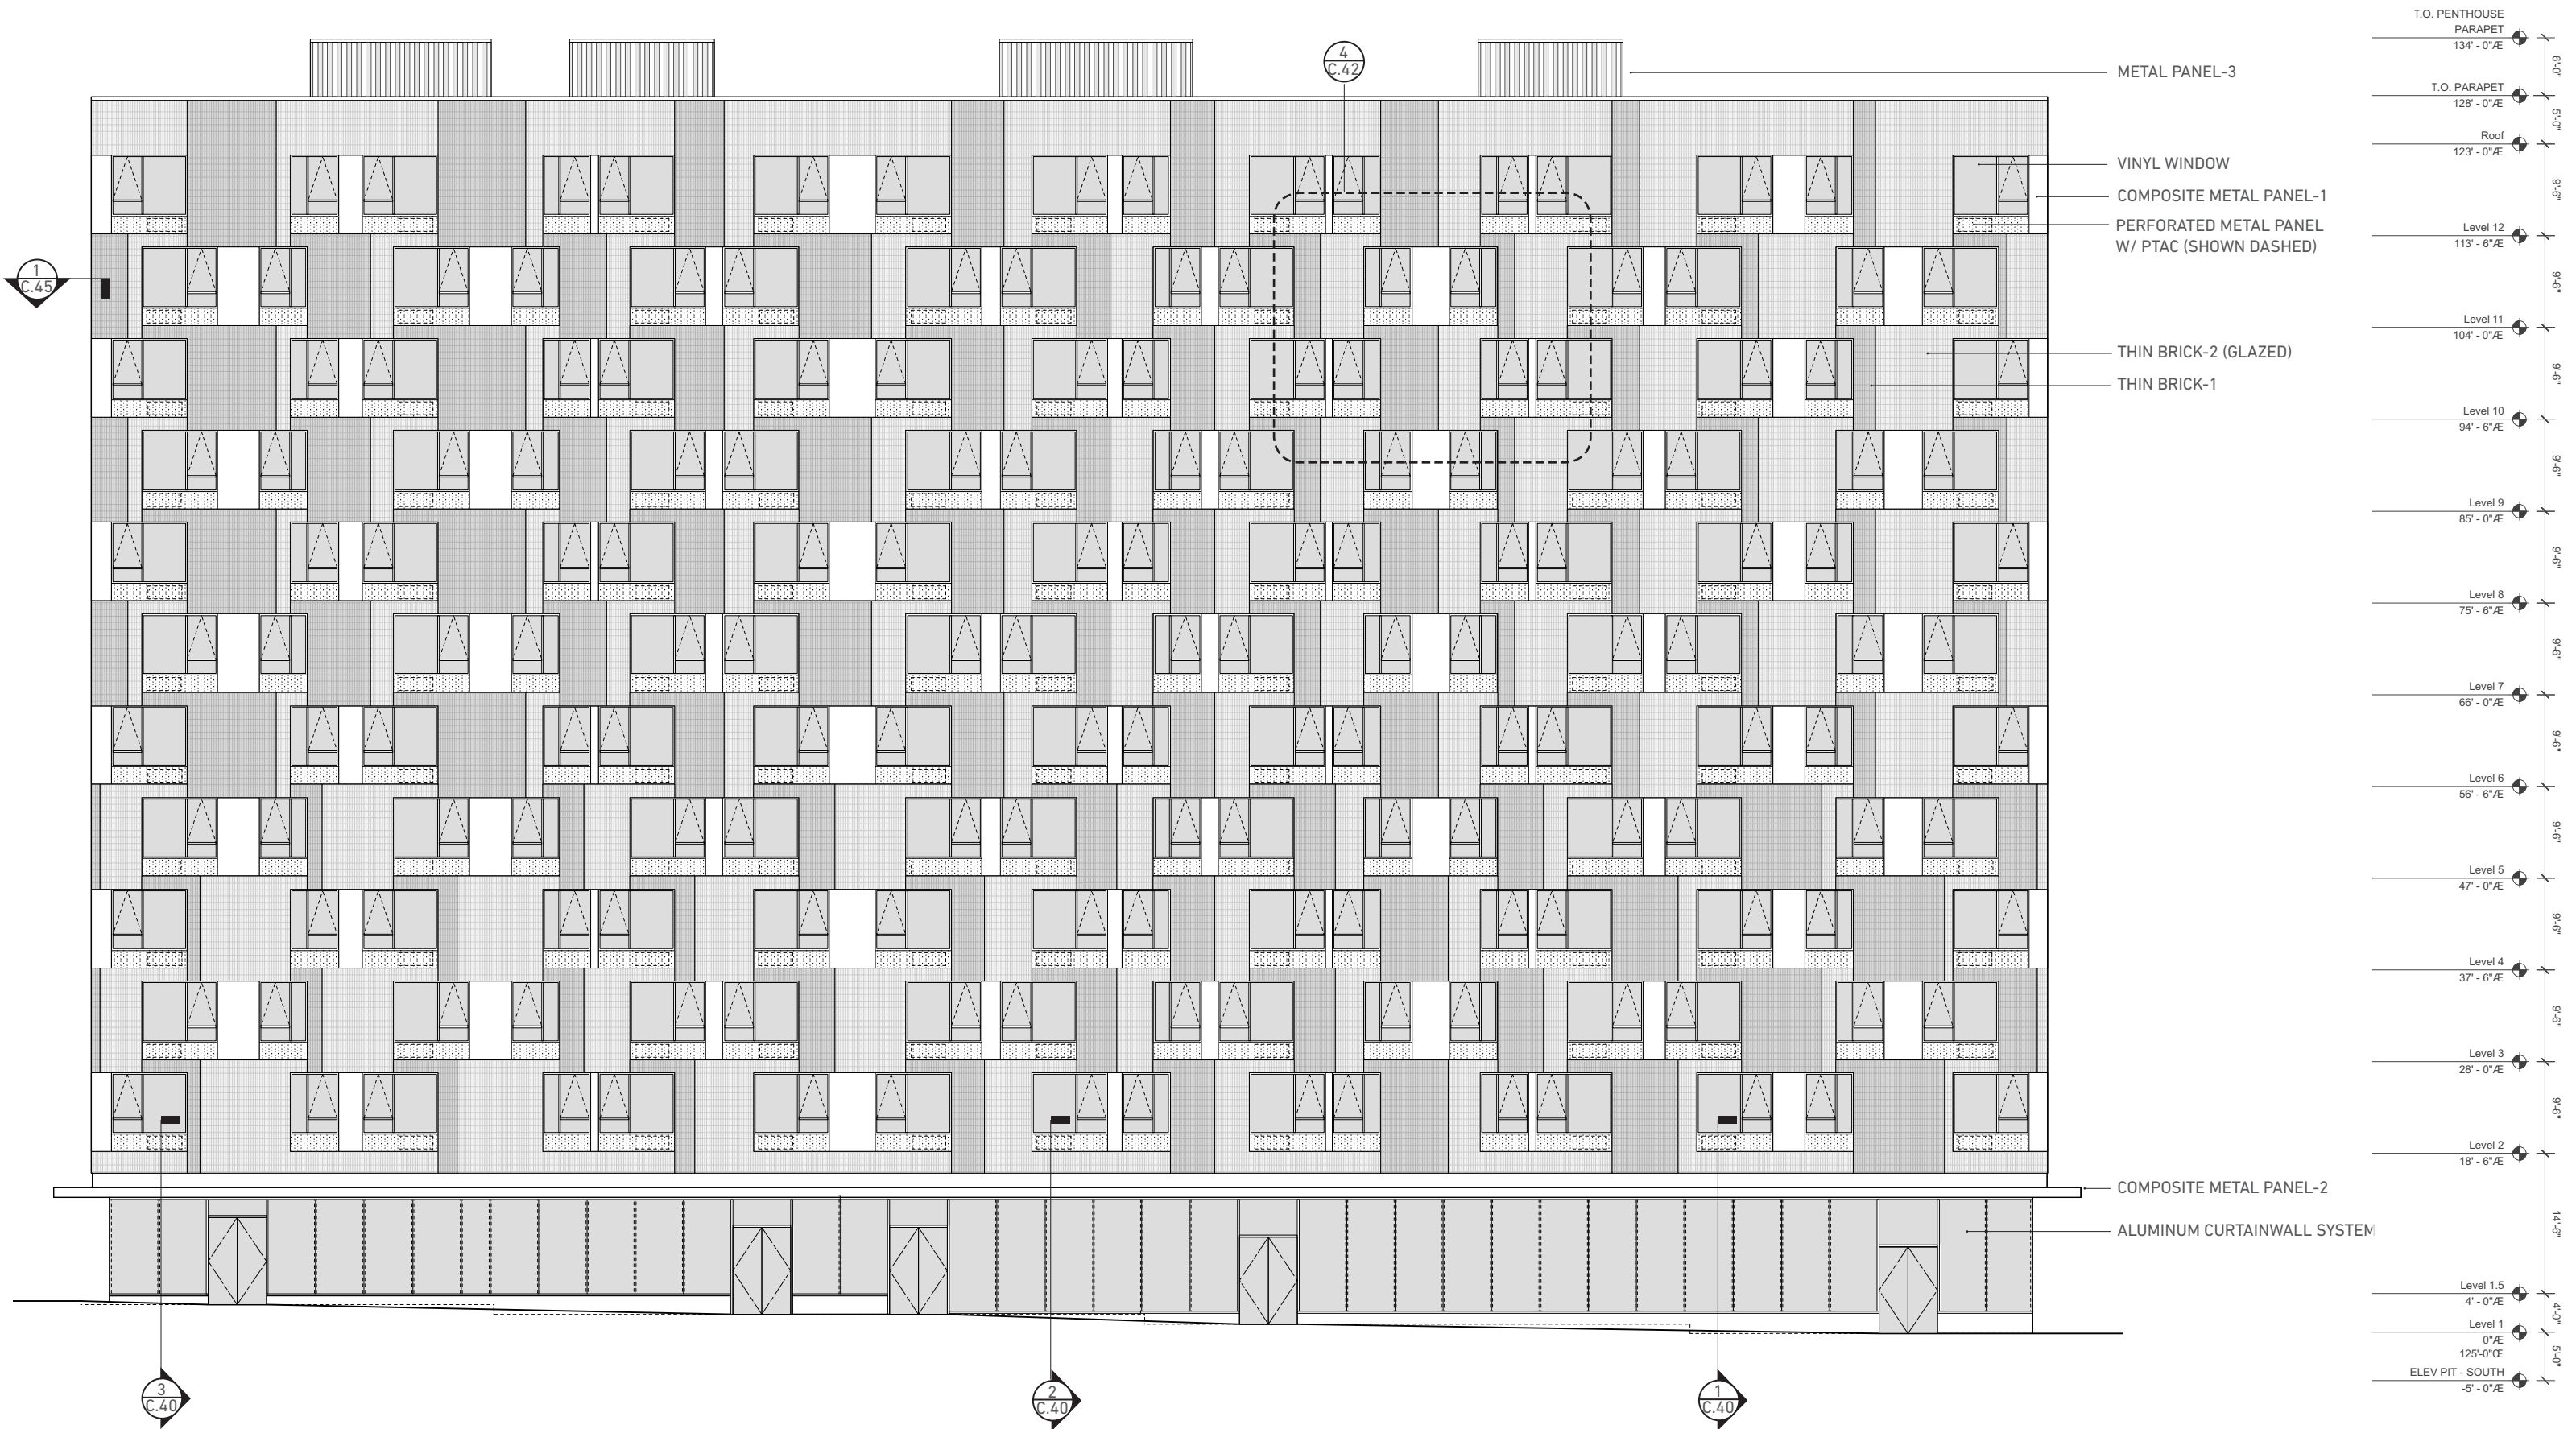 4
C.42
1
C.45
3
C.40
2
C.40
1
C.40
METAL PANEL-3
VINYL WINDOW
COMPOSITE METAL PANEL-1
PERFORATED METAL PANEL
W/ PTAC (SHOWN DASHED)
THIN BRICK-2 (GLAZED)
THIN BRICK-1
COMPOSITE METAL PANEL-2
ALUMINUM CURTAINWALL SYSTEM
T.O. PENTHOUSE
PARAPET
134' - 0"Æ
6'-0"
T.O. PARAPET
128' - 0"Æ
5'-0"
Roof
123' - 0"Æ
9'-6"
Level 12
113' - 6"Æ
9'-6"
Level 11
104' - 0"Æ
9'-6"
Level 10
94' - 6"Æ
9'-6"
Level 9
85' - 0"Æ
9'-6"
Level 8
75' - 6"Æ
9'-6"
Level 7
66' - 0"Æ
9'-6"
Level 6
56' - 6"Æ
9'-6"
Level 5
47' - 0"Æ
9'-6"
Level 4
37' - 6"Æ
9'-6"
Level 3
28' - 0"Æ
9'-6"
Level 2
18' - 6"Æ
14'-6"
Level 1.5
4' - 0"Æ
4'-0"
Level 1
0"Æ
125'-0"Œ
5'-0"
ELEV PIT - SOUTH
-5' - 0"Æ